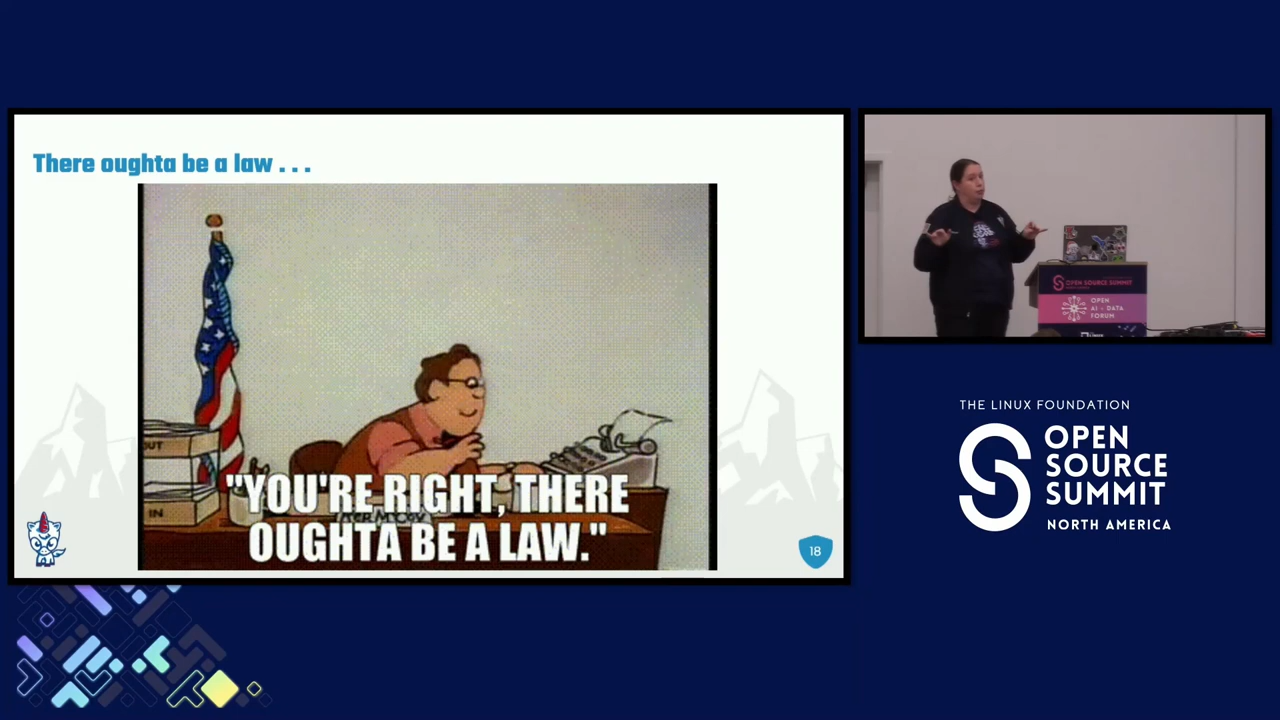 There oughta be a law . . .
OUT
IN
"YOU'RE RIGHT, THERE
OUGHTA BE A LAW."
18
OPEN SOURCE SUMMIT
OPEN
AI + DATA
FORUM
THE LINUX FOUNDATION
OPEN
SOURCE
SUMMIT
NORTH AMERICA